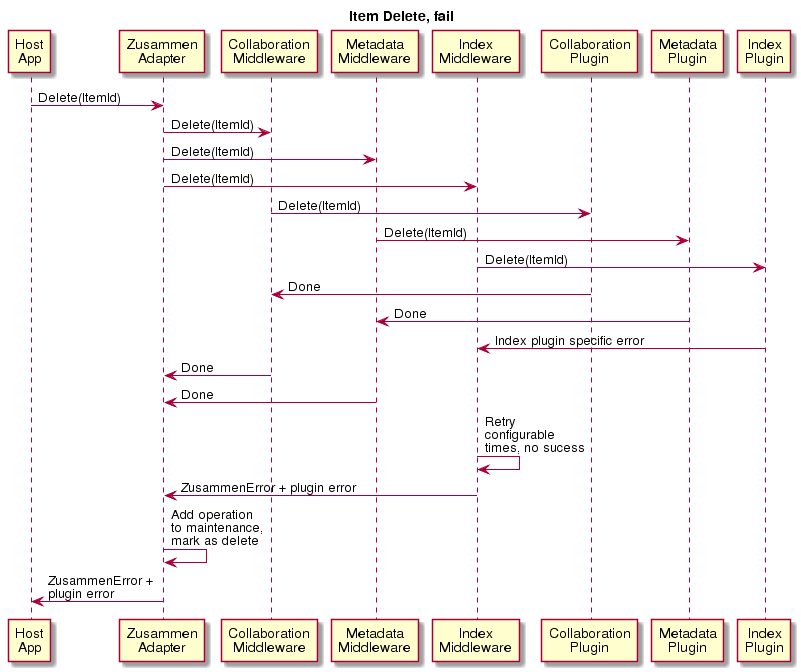 Item Delete, fail
Host
App
Zusammen
Adapter
Collaboration
Middleware
Metadata
Middleware
Index
Middleware
Collaboration
Plugin
Metadata
Plugin
Index
Plugin
Delete(ItemId)
Delete(ItemId)
Delete(ItemId)
Delete(ItemId)
Delete(ItemId)
Delete(ItemId)
Delete(ItemId)
Done
Done
Index plugin specific error
Done
Done
Retry
configurable
times, no sucess
ZusammenError + plugin error
Add operation
to maintenance,
mark as delete
ZusammenError +
plugin error
Host
App
Zusammen
Adapter
Collaboration
Middleware
Metadata
Middleware
Index
Middleware
Collaboration
Plugin
Metadata
Plugin
Index
Plugin